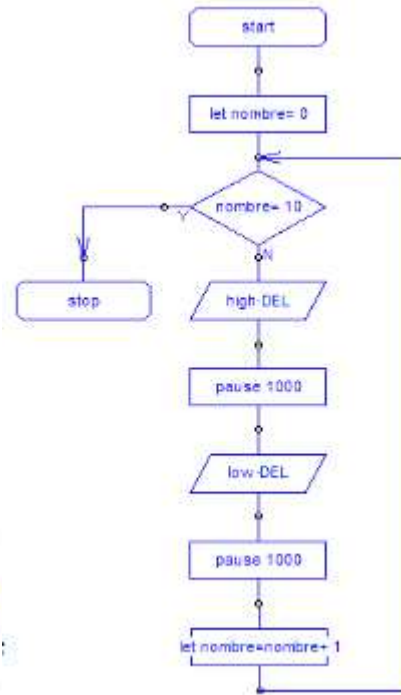 start
let nombre= 0
nombre= 10
Y
N
stop
high DEL
pause 1000
low DEL
pause 1000
let nombre=nombre+ 1